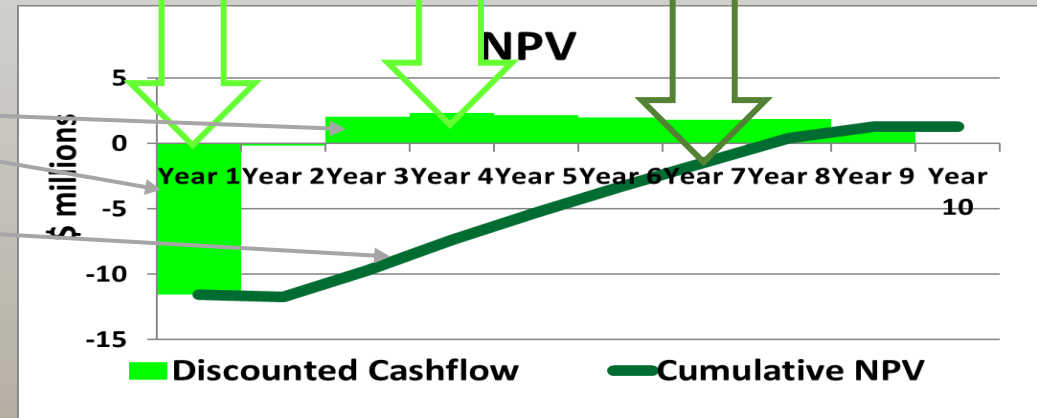 NPV
5
0
-5
-10
-15
$ millions
Year 1 Year 2 Year 3 Year 4 Year 5 Year 6 Year 7 Year 8 Year 9 Year
10
Discounted Cashflow Cumulative NPV